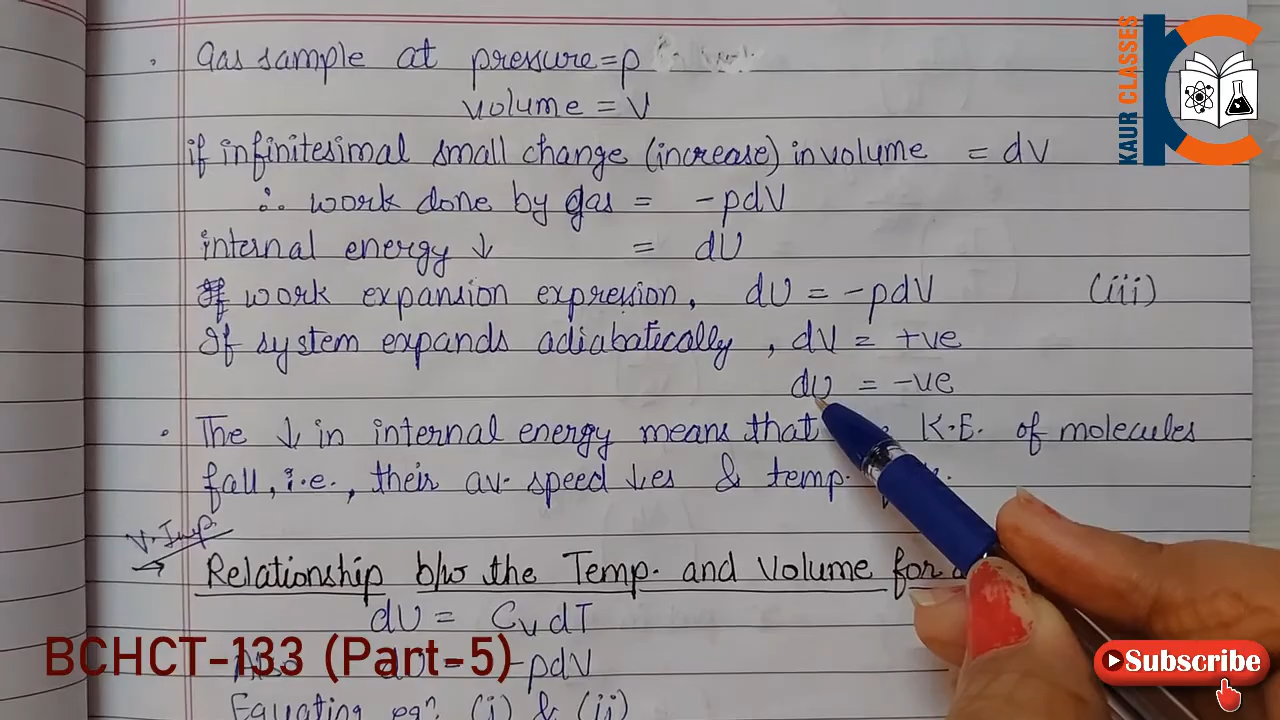 . Gas sample at pressure = p
volume = V
if infinitesimal small change (increase) in volume = dV
∴ work done by gas = -pdV
internal energy ↓ = dU
If work expansion expression, dU = -pdV (iii)
If system expands adiabatically, dV = +ve
dU = -ve
. The ↓ in internal energy means that K.E. of molecules
fall, i.e., their av. speed ↓es & temp.
V. Imp.
→ Relationship b/w the Temp. and Volume for
dU = CvdT
BCHCT-133 (Part-5)
-pdV
Equating eqn (i) & (ii)
KAUR CLASSES
Subscribe